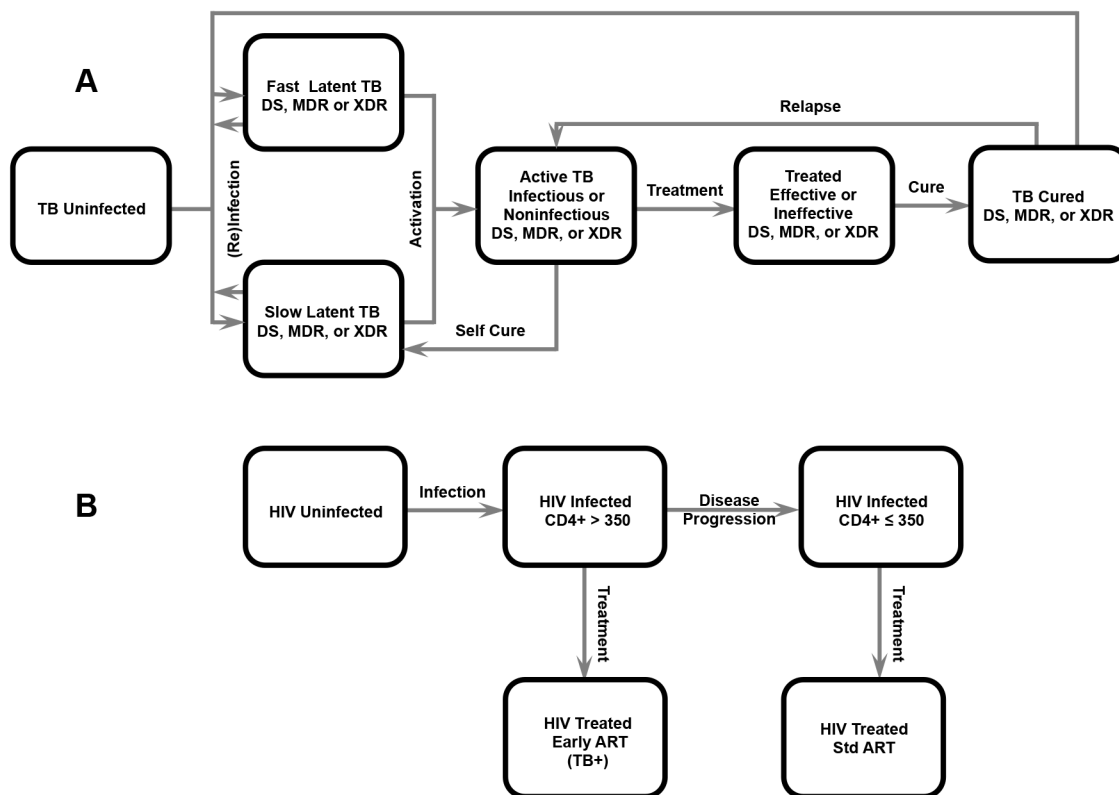 A
Fast Latent TB
DS, MDR or XDR
TB Uninfected
(Re)Infection
Slow Latent TB
DS, MDR, or XDR
Activation
Active TB
Infectious or
Noninfectious
DS, MDR, or XDR
Self Cure
Relapse
Treatment
Treated
Effective or
Ineffective
DS, MDR, or XDR
Cure
TB Cured
DS, MDR, or XDR
B
HIV Uninfected
Infection
HIV Infected
CD4+ > 350
Disease
Progression
HIV Infected
CD4+ ≤ 350
Treatment
Treatment
HIV Treated
Early ART
(TB+)
HIV Treated
Std ART